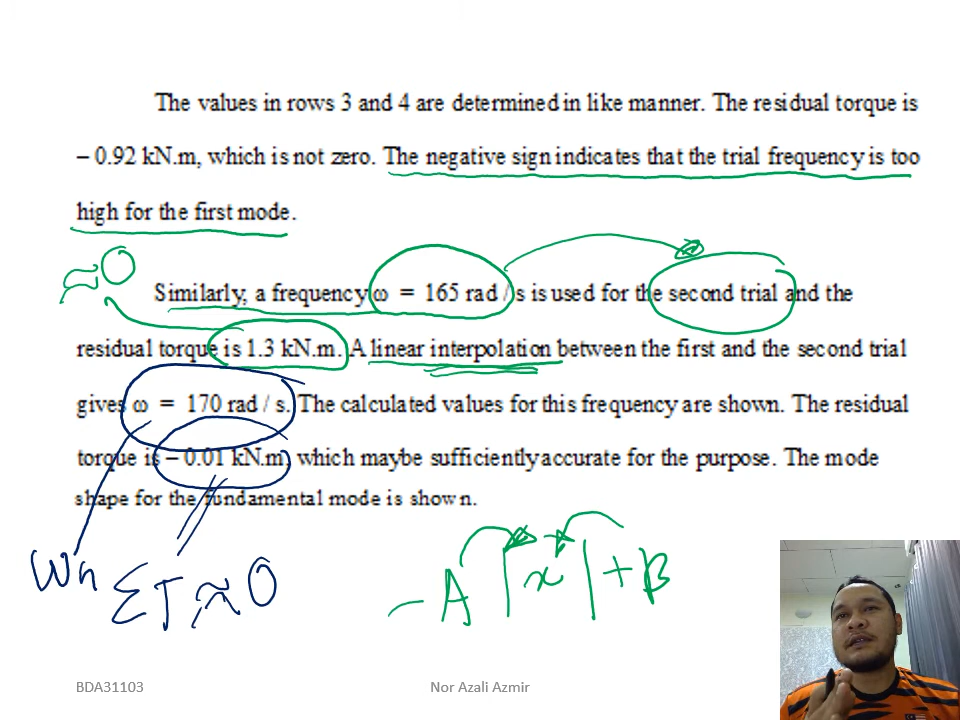 The values in rows 3 and 4 are determined in like manner. The residual torque is
– 0.92 kN.m, which is not zero. The negative sign indicates that the trial frequency is too
high for the first mode.
≈ 0
Similarly, a frequency ω = 165 rad / s is used for the second trial and the
residual torque is 1.3 kN.m. A linear interpolation between the first and the second trial
gives ω = 170 rad / s. The calculated values for this frequency are shown. The residual
torque is – 0.01 kN.m, which maybe sufficiently accurate for the purpose. The mode
shape for the fundamental mode is shown.
Wn
ΣT ≈ 0
- A | x | + B
BDA31103
Nor Azali Azmir